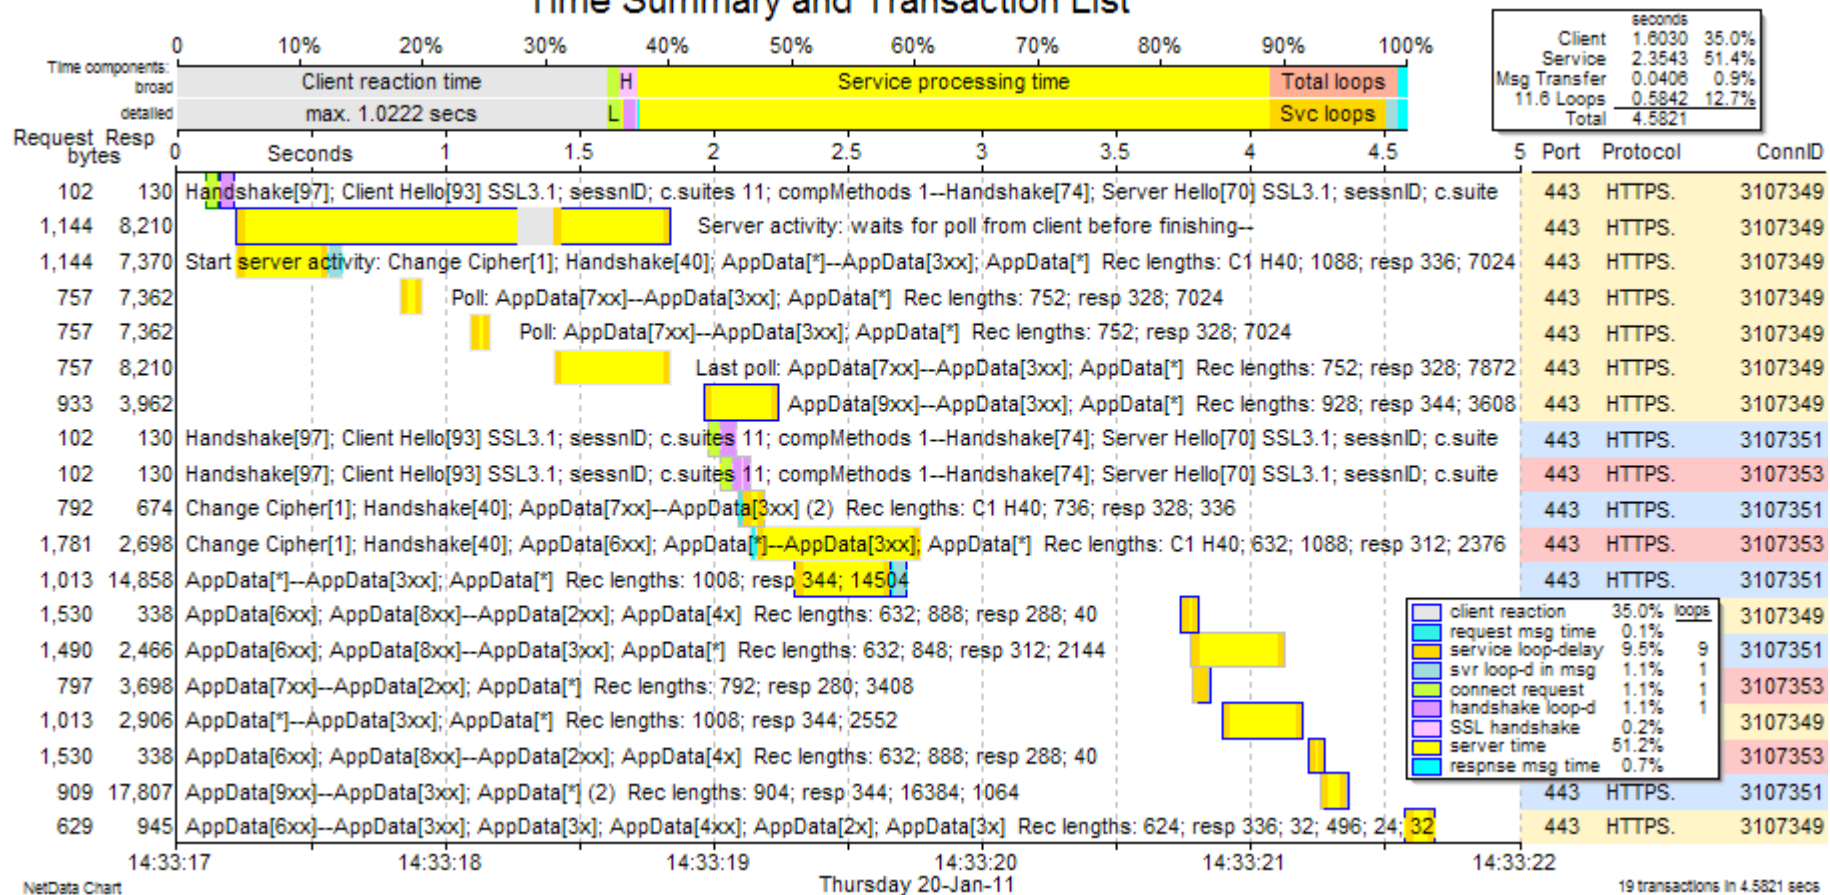 Time Summary and Transaction List
seconds
Client 1.6030 35.0%
Service 2.3543 51.4%
Msg Transfer 0.0406 0.9%
11.6 Loops 0.5842 12.7%
Total 4.5821
0 10% 20% 30% 40% 50% 60% 70% 80% 90% 100%
Time components:
broad Client reaction time H Service processing time Total loops
detailed max. 1.0222 secs L Svc loops
Request Resp
bytes
0 Seconds 1 1.5 2 2.5 3 3.5 4 4.5 5 Port Protocol ConnID
102 130 Handshake[97]; Client Hello[93] SSL3.1; sessnID; c.suites 11; compMethods 1--Handshake[74]; Server Hello[70] SSL3.1; sessnID; c.suite 443 HTTPS. 3107349
1,144 8,210 Server activity: waits for poll from client before finishing-- 443 HTTPS. 3107349
1,144 7,370 Start server activity: Change Cipher[1]; Handshake[40]; AppData[*]--AppData[3xx]; AppData[*] Rec lengths: C1 H40; 1088; resp 336; 7024 443 HTTPS. 3107349
757 7,362 Poll: AppData[7xx]--AppData[3xx]; AppData[*] Rec lengths: 752; resp 328; 7024 443 HTTPS. 3107349
757 7,362 Poll: AppData[7xx]--AppData[3xx]; AppData[*] Rec lengths: 752; resp 328; 7024 443 HTTPS. 3107349
757 8,210 Last poll: AppData[7xx]--AppData[3xx]; AppData[*] Rec lengths: 752; resp 328; 7872 443 HTTPS. 3107349
933 3,962 AppData[9xx]--AppData[3xx]; AppData[*] Rec lengths: 928; resp 344; 3608 443 HTTPS. 3107349
102 130 Handshake[97]; Client Hello[93] SSL3.1; sessnID; c.suites 11; compMethods 1--Handshake[74]; Server Hello[70] SSL3.1; sessnID; c.suite 443 HTTPS. 3107351
102 130 Handshake[97]; Client Hello[93] SSL3.1; sessnID; c.suites 11; compMethods 1--Handshake[74]; Server Hello[70] SSL3.1; sessnID; c.suite 443 HTTPS. 3107353
792 674 Change Cipher[1]; Handshake[40]; AppData[7xx]--AppData[3xx] (2) Rec lengths: C1 H40; 736; resp 328; 336 443 HTTPS. 3107351
1,781 2,698 Change Cipher[1]; Handshake[40]; AppData[6xx]; AppData[*]--AppData[3xx]; AppData[*] Rec lengths: C1 H40; 632; 1088; resp 312; 2376 443 HTTPS. 3107353
1,013 14,858 AppData[*]--AppData[3xx]; AppData[*] Rec lengths: 1008; resp 344; 14504 443 HTTPS. 3107351
1,530 338 AppData[6xx]; AppData[8xx]--AppData[2xx]; AppData[4x] Rec lengths: 632; 888; resp 288; 40 3107349
1,490 2,466 AppData[6xx]; AppData[8xx]--AppData[3xx]; AppData[*] Rec lengths: 632; 848; resp 312; 2144 3107351
797 3,698 AppData[7xx]--AppData[2xx]; AppData[*] Rec lengths: 792; resp 280; 3408 3107353
1,013 2,906 AppData[*]--AppData[3xx]; AppData[*] Rec lengths: 1008; resp 344; 2552 3107349
1,530 338 AppData[6xx]; AppData[8xx]--AppData[2xx]; AppData[4x] Rec lengths: 632; 888; resp 288; 40 3107353
909 17,807 AppData[9xx]--AppData[3xx]; AppData[*] (2) Rec lengths: 904; resp 344; 16384; 1064 443 HTTPS. 3107351
629 945 AppData[6xx]--AppData[3xx]; AppData[3x]; AppData[4xx]; AppData[2x]; AppData[3x] Rec lengths: 624; resp 336; 32; 496; 24; 32 443 HTTPS. 3107349
client reaction 35.0% loops
request msg time 0.1%
service loop-delay 9.5% 9
svr loop-d in msg 1.1% 1
connect request 1.1% 1
handshake loop-d 1.1% 1
SSL handshake 0.2%
server time 51.2%
respnse msg time 0.7%
14:33:17 14:33:18 14:33:19 14:33:20 14:33:21 14:33:22
NetData Chart Thursday 20-Jan-11 19 transactions in 4.5821 secs